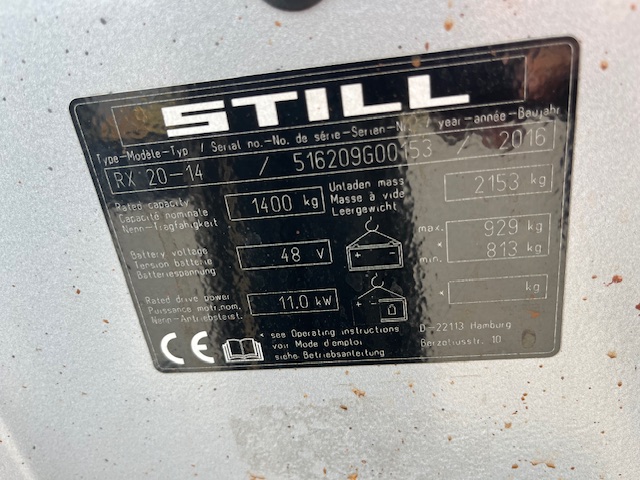 STILL
Type-Modèle-Typ / Serial no.-No. de série-Serien-Nr. / year-année-Baujahr
RX 20-14 / 516209G00153 / 2016
Rated capacity
Capacité nominale
Nenn-Tragfähigkeit
1400 kg
Unladen mass
Masse à vide
Leergewicht
2153 kg
Battery voltage
Tension batterie
Batteriespannung
48 V
max. 929 kg
min. 813 kg
Rated drive power
Puissance motr.nom.
Nenn-Antriebsleist.
11.0 kW
kg
CE
see Operating instructions
voir Mode d'emploi
siehe Betriebsanleitung
D-22113 Hamburg
Berzeliusstr. 10